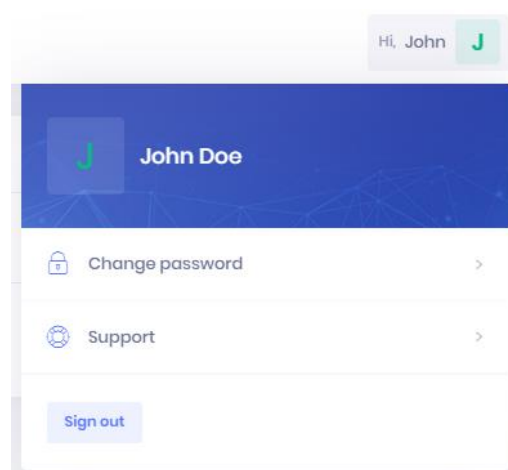 Hi, John J
J John Doe
Change password >
Support >
Sign out